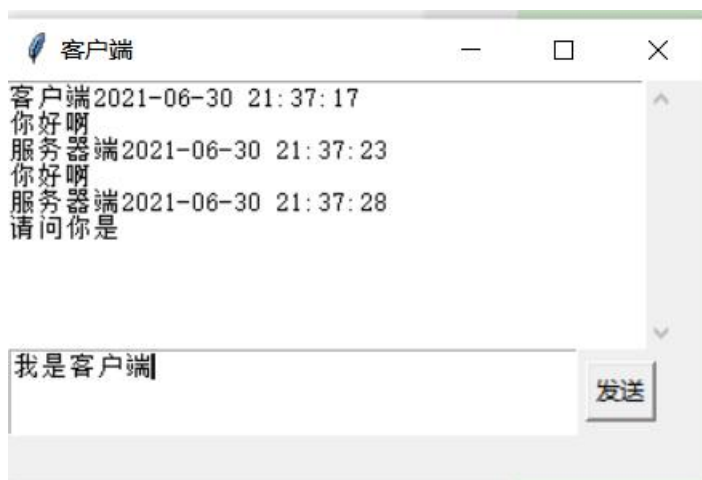 客户端
客户端2021-06-30 21:37:17
你好啊
服务器端2021-06-30 21:37:23
你好啊
服务器端2021-06-30 21:37:28
请问你是
我是客户端
发送